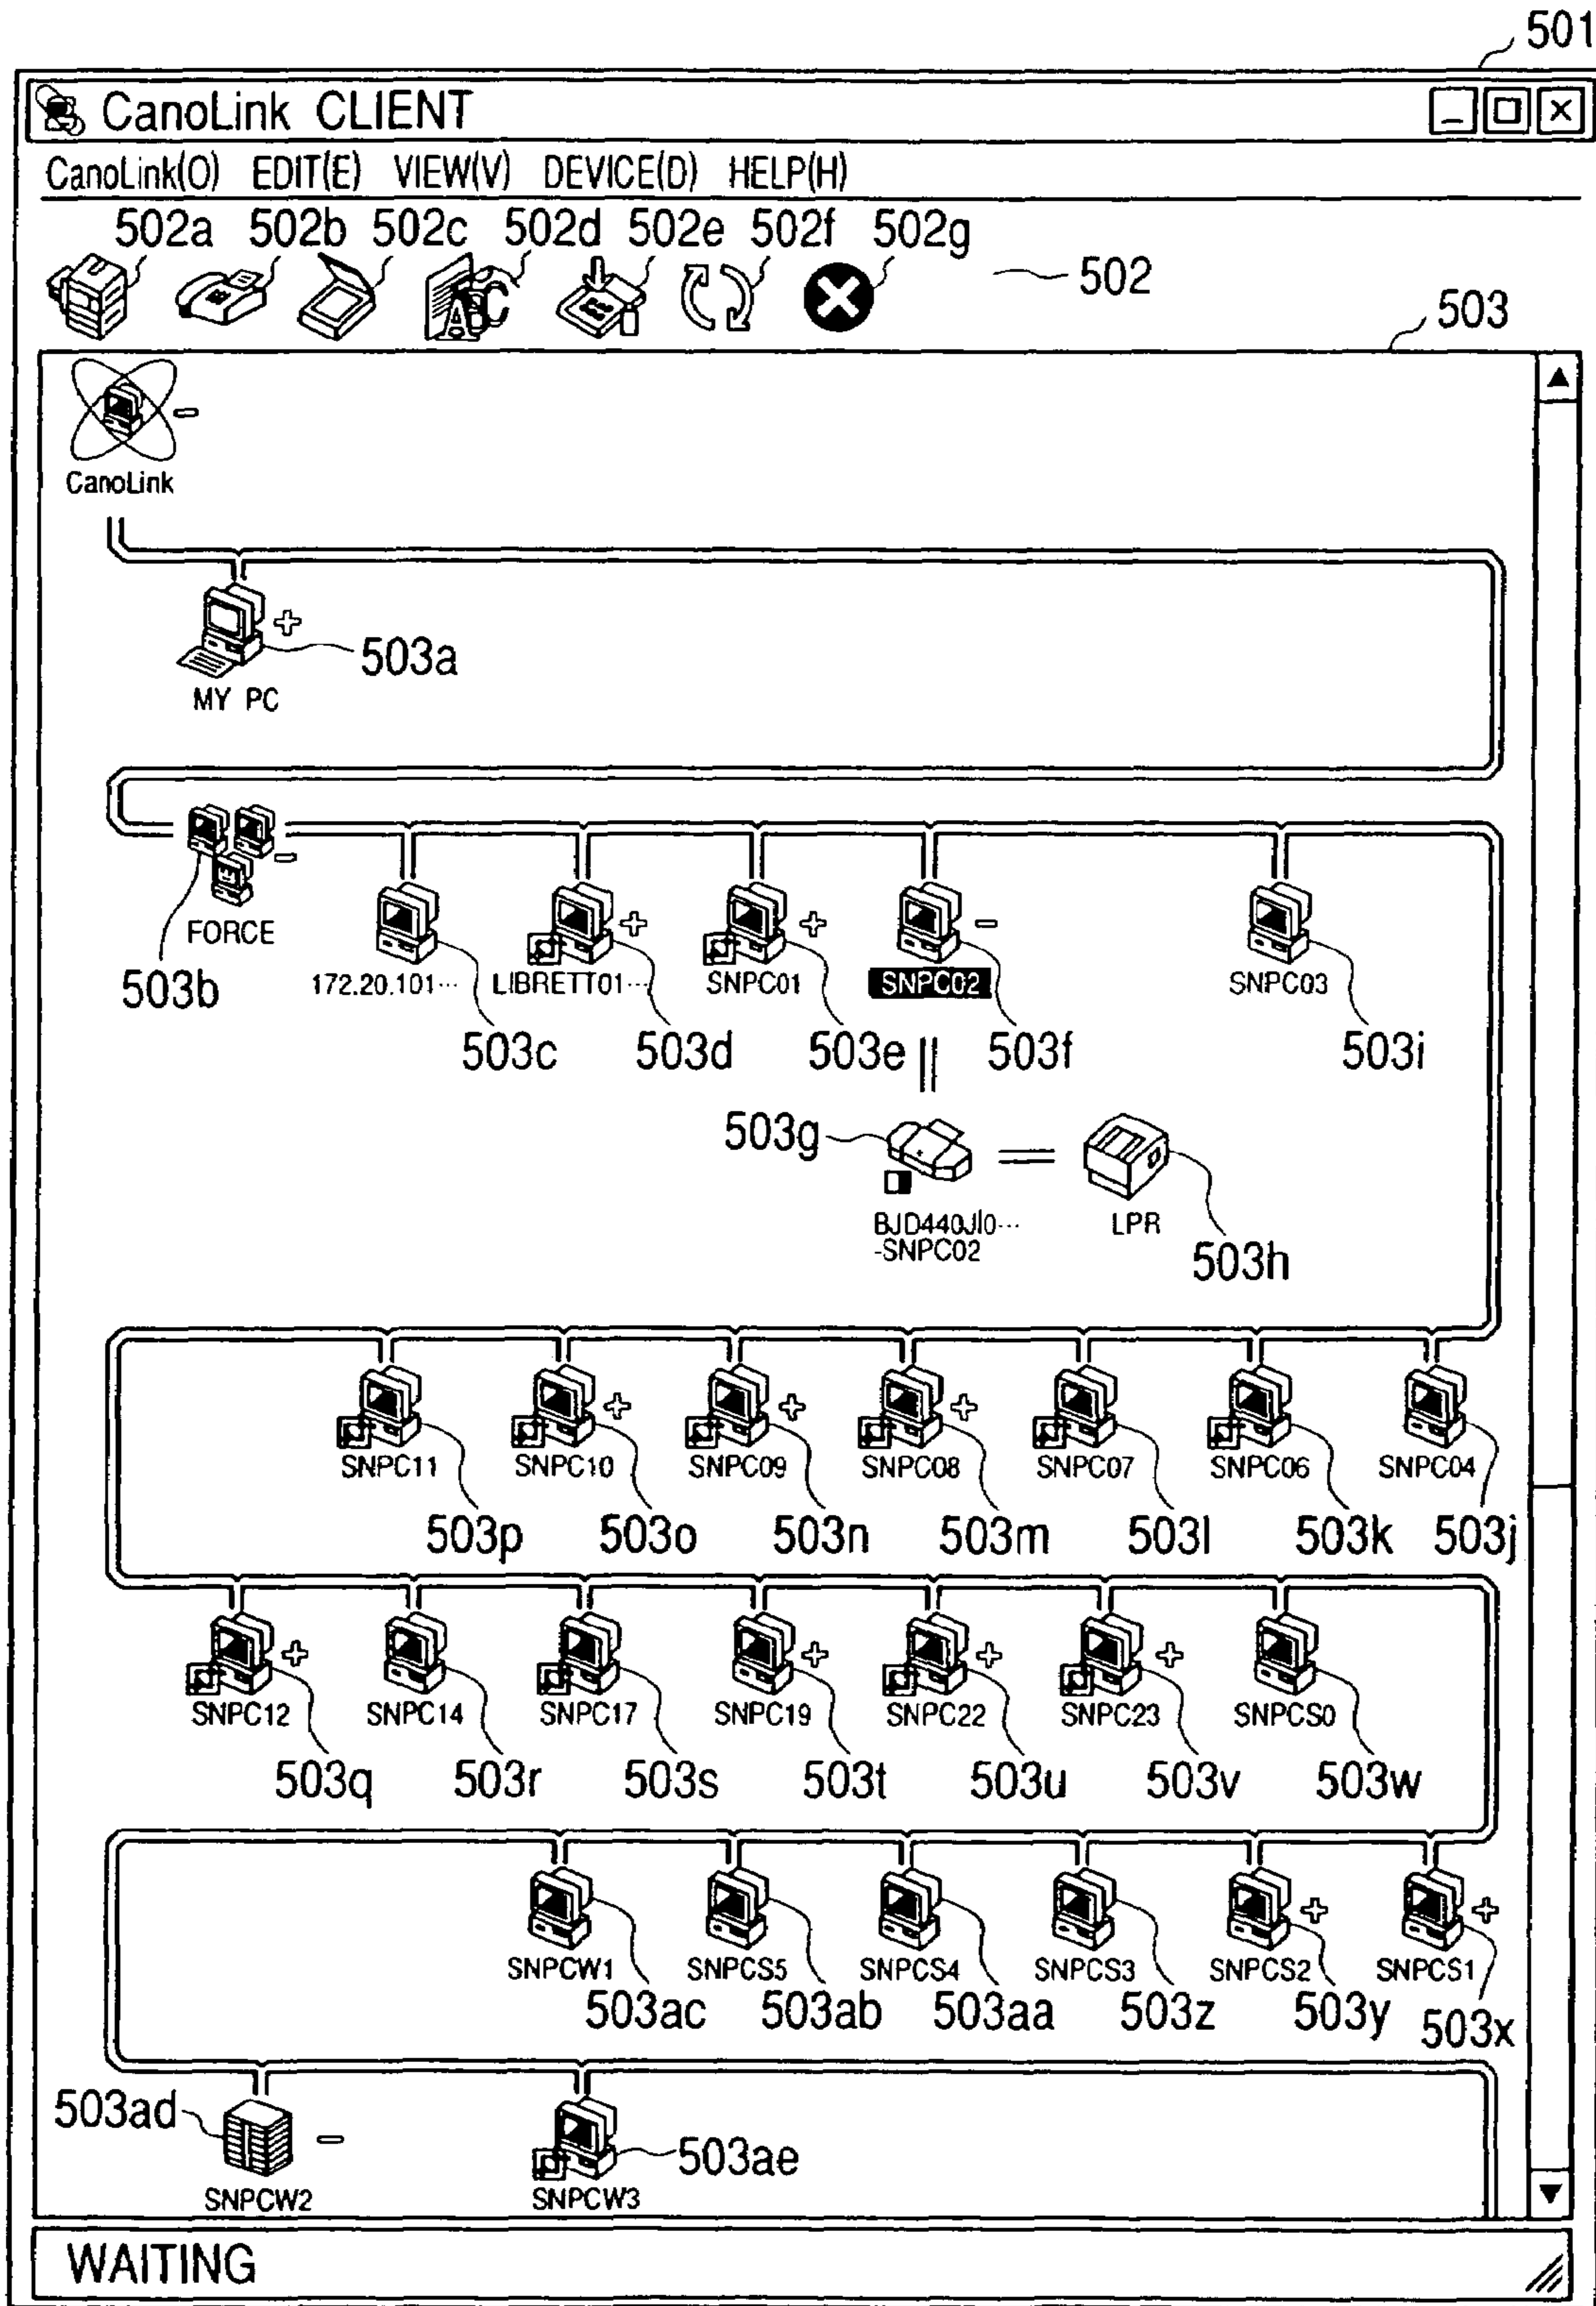 501
CanoLink CLIENT
CanoLink(O) EDIT(E) VIEW(V) DEVICE(D) HELP(H)
502a 502b 502c 502d 502e 502f 502g
502
503
CanoLink
503a
MY PC
FORCE
503b
172.20.101… LIBRETT01… SNPC01 SNPC02 SNPC03
503c 503d 503e 503f 503i
503g
BJD440JI0… LPR
-SNPC02
503h
SNPC11 SNPC10 SNPC09 SNPC08 SNPC07 SNPC06 SNPC04
503p 503o 503n 503m 503l 503k 503j
SNPC12 SNPC14 SNPC17 SNPC19 SNPC22 SNPC23 SNPCS0
503q 503r 503s 503t 503u 503v 503w
SNPCW1 SNPCS5 SNPCS4 SNPCS3 SNPCS2 SNPCS1
503ac 503ab 503aa 503z 503y 503x
503ad
503ae
SNPCW2 SNPCW3
WAITING